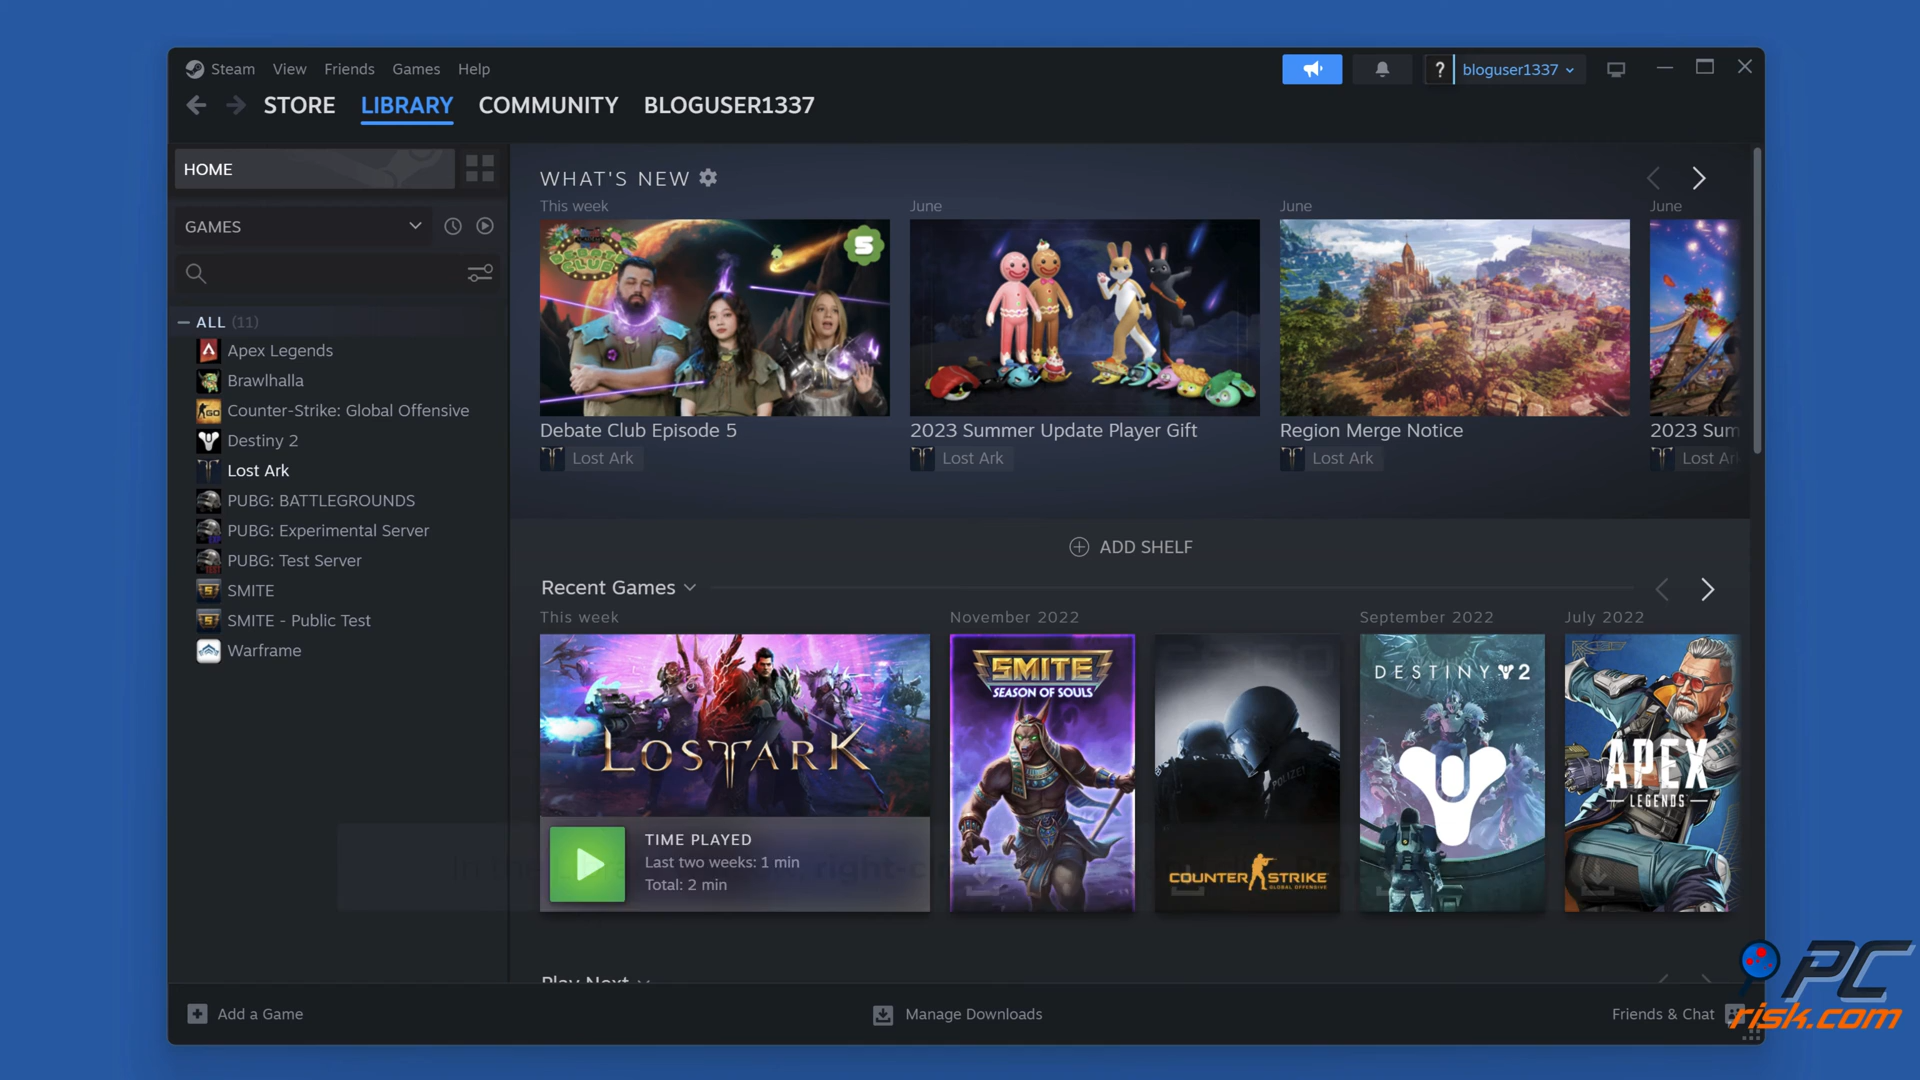 Steam View Friends Games Help
? bloguser1337
STORE LIBRARY COMMUNITY BLOGUSER1337
HOME
GAMES
ALL (11)
Apex Legends
Brawlhalla
Counter-Strike: Global Offensive
Destiny 2
Lost Ark
PUBG: BATTLEGROUNDS
PUBG: Experimental Server
PUBG: Test Server
SMITE
SMITE - Public Test
Warframe
WHAT'S NEW
This week
June
June
June
Debate Club Episode 5
2023 Summer Update Player Gift
Region Merge Notice
2023 Sum
Lost Ark
Lost Ark
Lost Ark
Lost Ar
ADD SHELF
Recent Games
This week
November 2022
September 2022
July 2022
LOST ARK
SMITE
SEASON OF SOULS
POLIZEI
COUNTER STRIKE
GLOBAL OFFENSIVE
DESTINY 2
APEX
LEGENDS
TIME PLAYED
Last two weeks: 1 min
Total: 2 min
Play Next
Add a Game
Manage Downloads
Friends & Chat
PC
risk.com